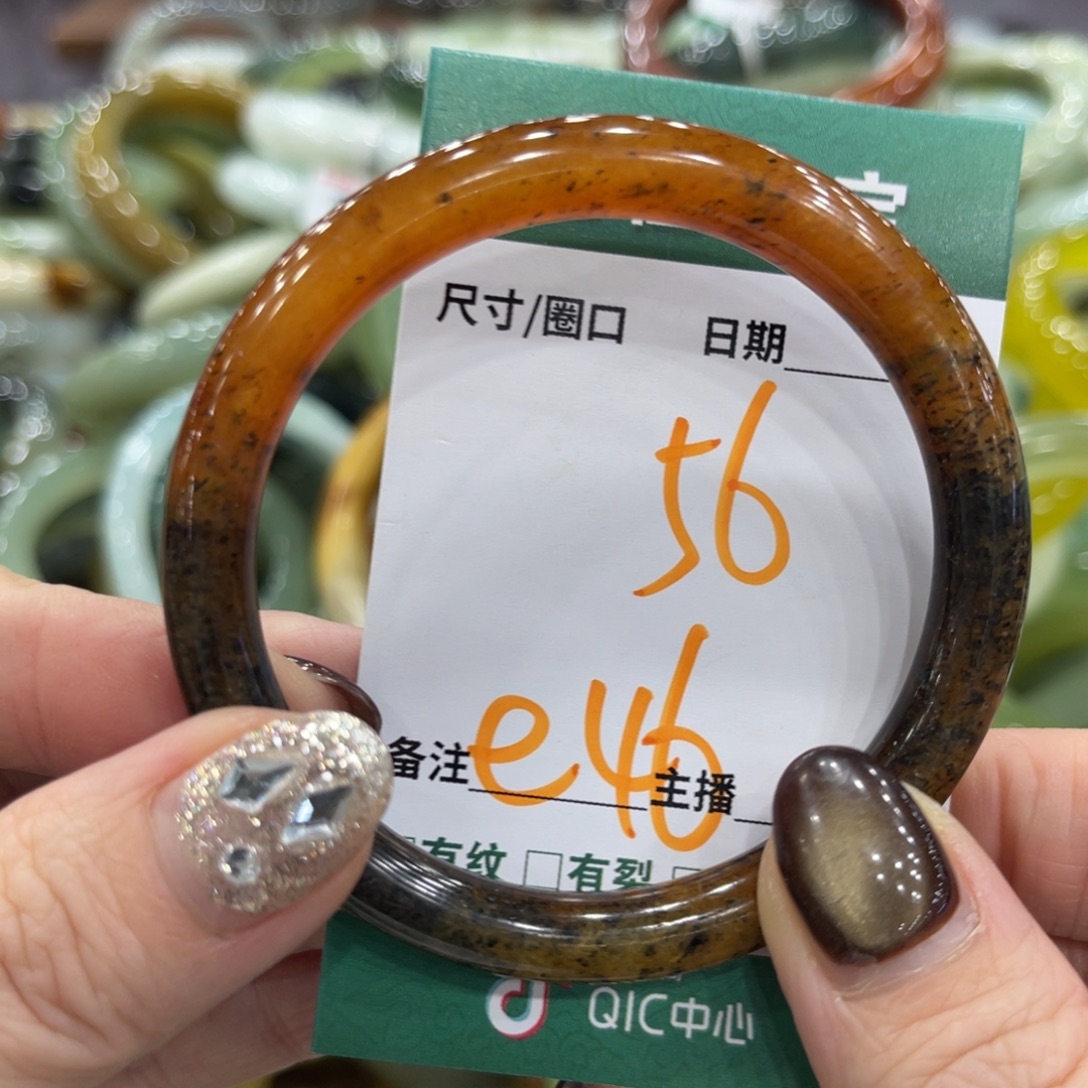 尺寸/圈口 日期
56
e46
备注 主播
有纹 有裂
QIC中心